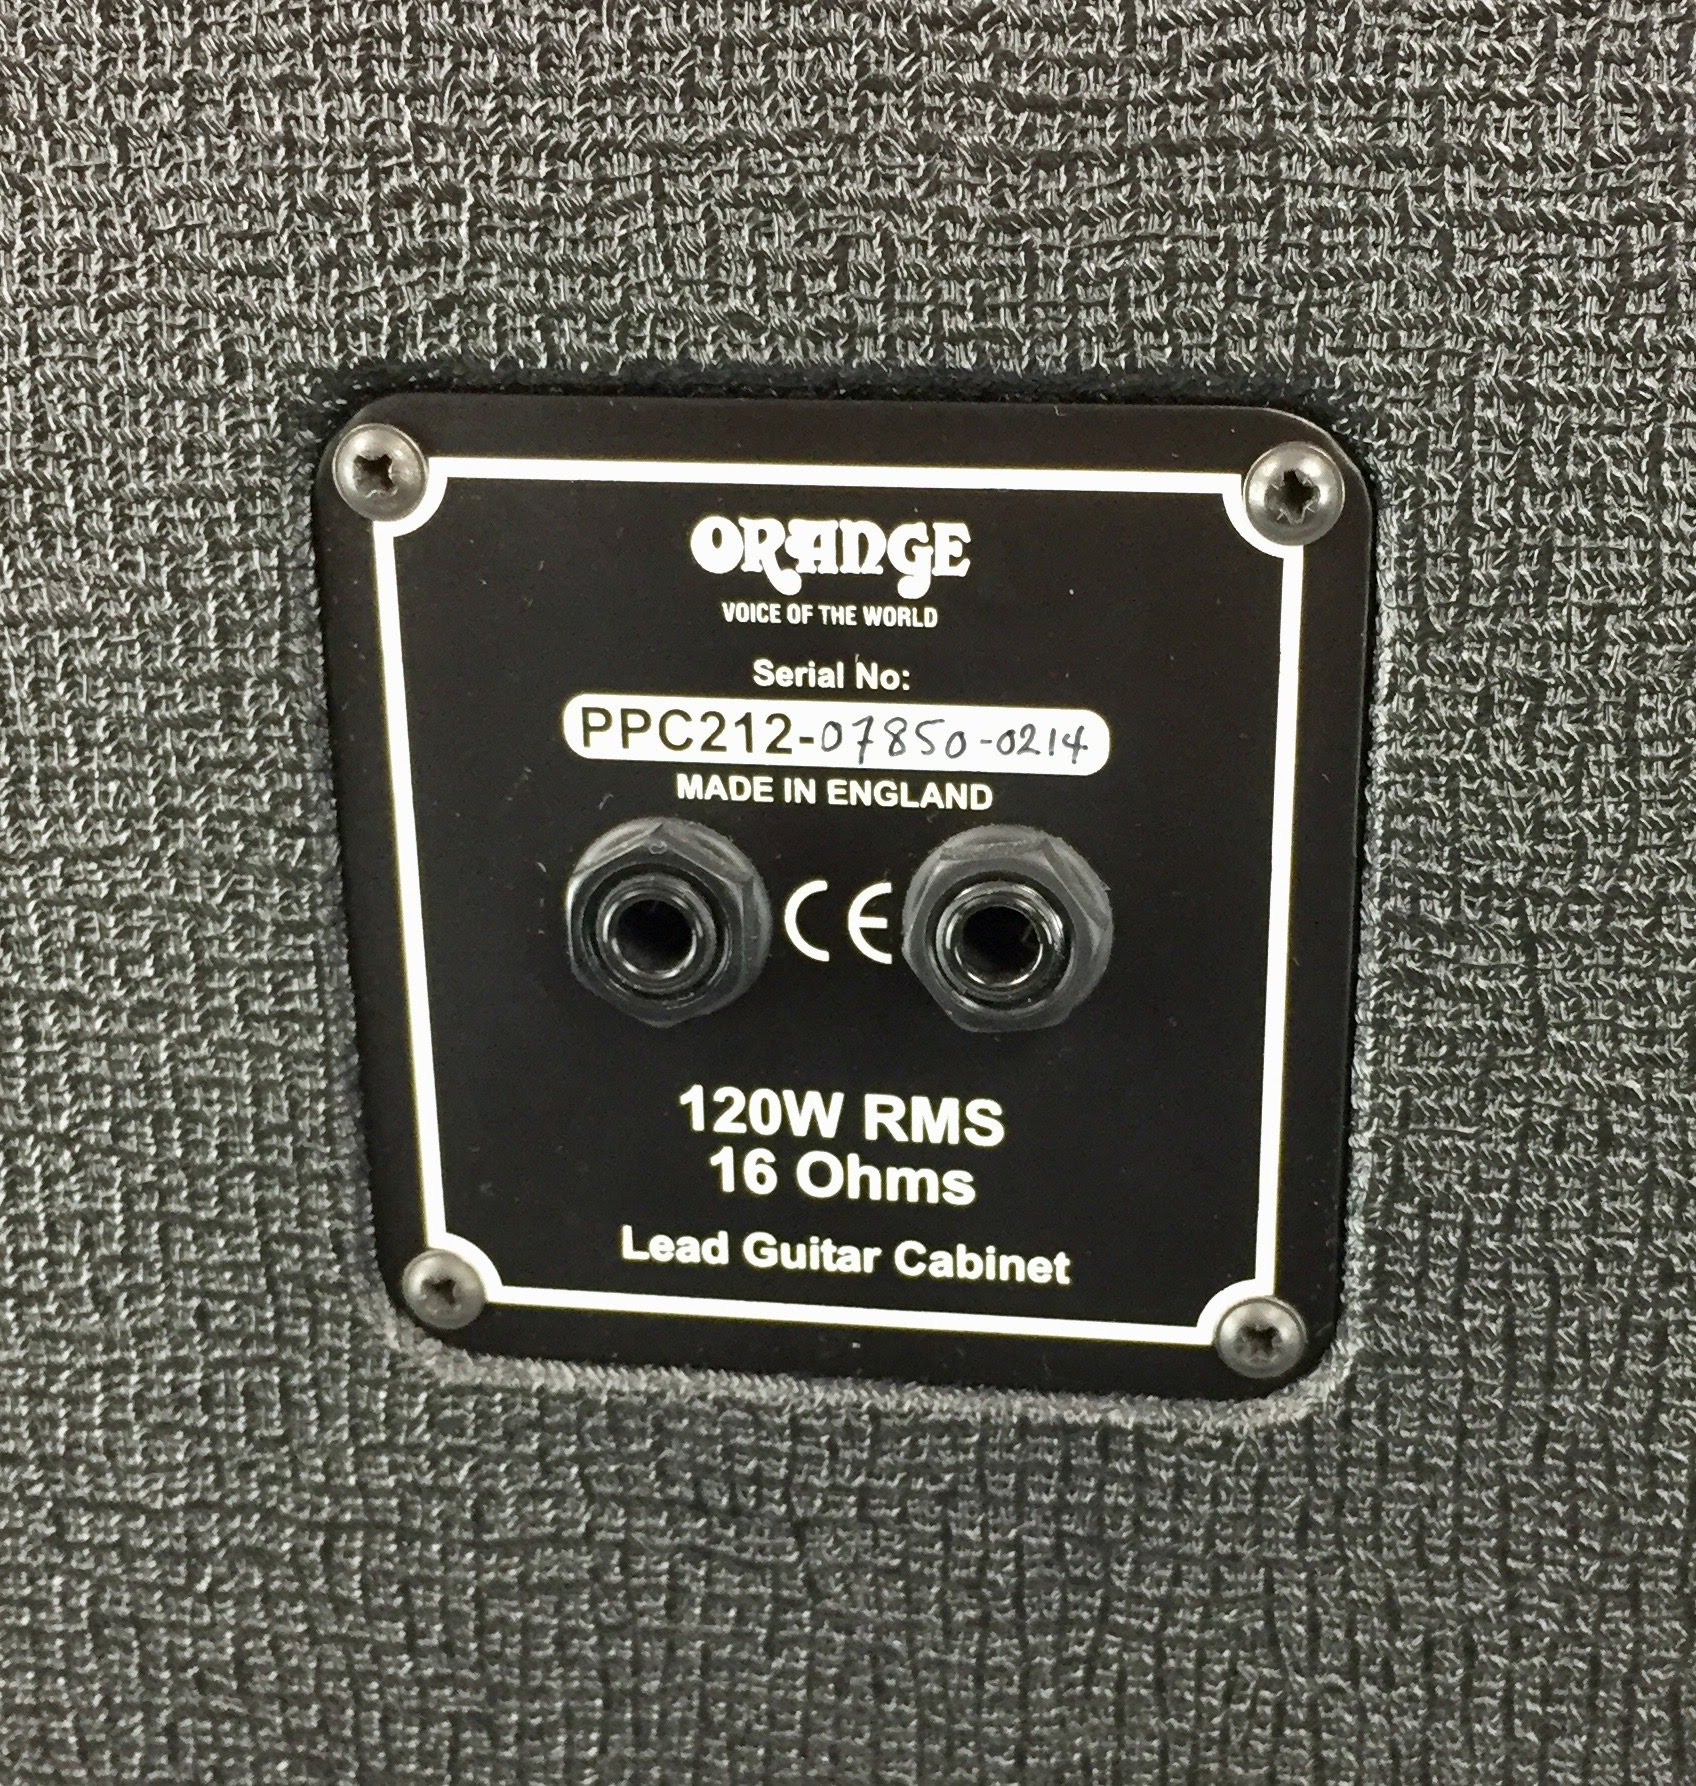 ORANGE
VOICE OF THE WORLD
Serial No:
PPC212-07850-0214
MADE IN ENGLAND
CE
120W RMS
16 Ohms
Lead Guitar Cabinet